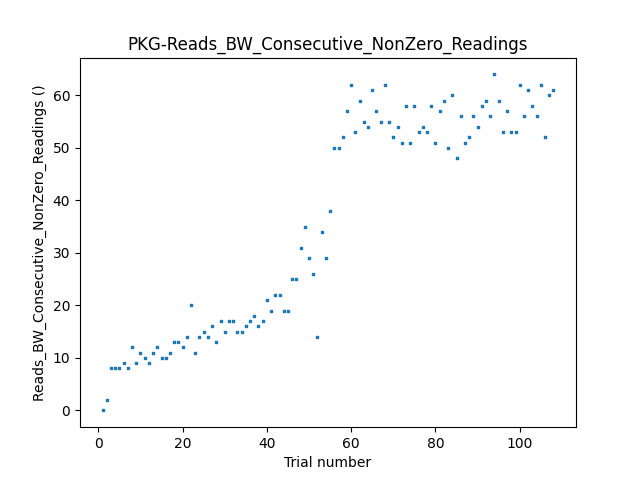 PKG-Reads_BW_Consecutive_NonZero_Readings
Reads_BW_Consecutive_NonZero_Readings ()
60
50
40
30
20
10
0
0 20 40 60 80 100
Trial number